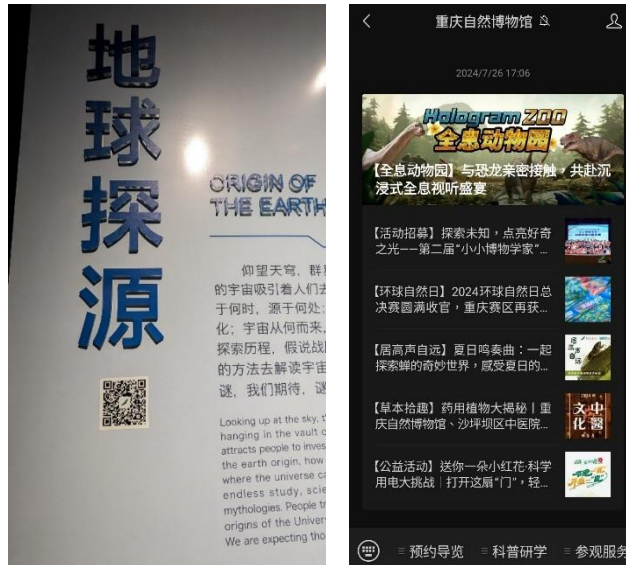 地球探源
ORIGIN OF
THE EARTH
仰望天穹，群
的宇宙吸引着人们去
于何时，源于何处；
化；宇宙从何而来，
探索历程，假说战
的方法去解读宇宙
谜，我们期待，谜
Looking up at the sky, t
hanging in the vault o
attracts people to inves
the earth origin, how
where the universe ca
endless study, scie
mythologies. People tr
origins of the Univer
We are expecting tho
重庆自然博物馆
2024/7/26 17:06
Hologram ZOO
全息动物园
【全息动物园】与恐龙亲密接触，共赴沉
浸式全息视听盛宴
【活动招募】探索未知，点亮好奇
之光——第二届“小小博物学家”...
【环球自然日】2024环球自然日总
决赛圆满收官，重庆赛区再获...
【居高声自远】夏日鸣奏曲：一起
探索蝉的奇妙世界，感受夏日的...
居高声自远
【草本拾趣】药用植物大揭秘丨重
庆自然博物馆、沙坪坝区中医院...
中醫
文化
【公益活动】送你一朵小红花·科学
用电大挑战｜打开这扇“门”，轻...
预约导览
科普研学
参观服务